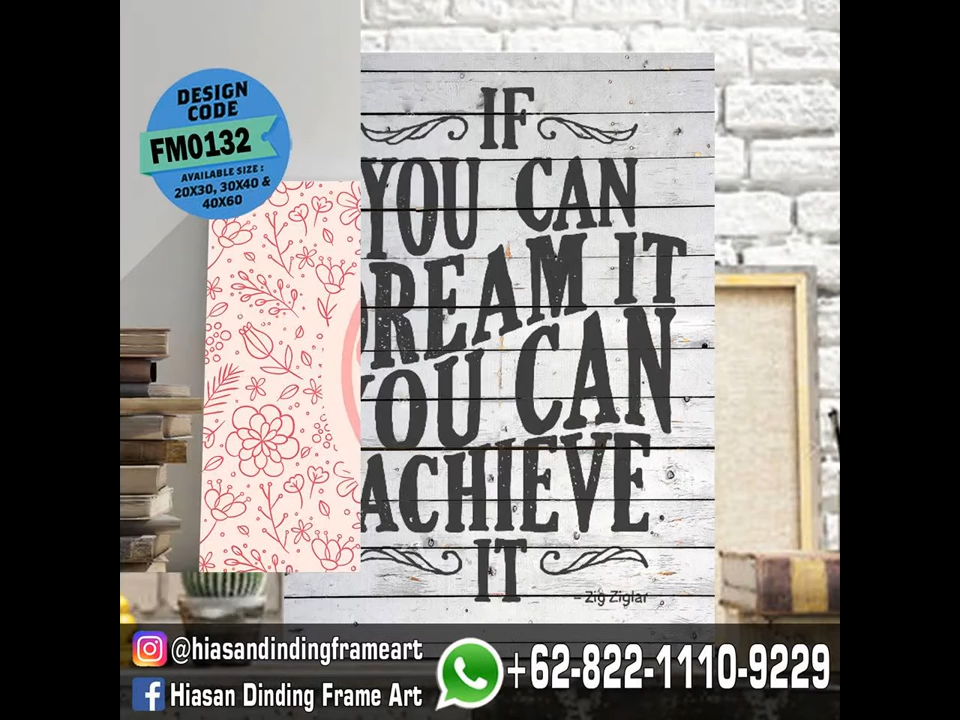 DESIGN
CODE
FM0132
AVAILABLE SIZE :
20X30, 30X40 &
40X60
IF
YOU CAN
DREAM IT
YOU CAN
ACHIEVE
IT
- Zig Ziglar
@hiasandindingframeart
Hiasan Dinding Frame Art
+62-822-1110-9229